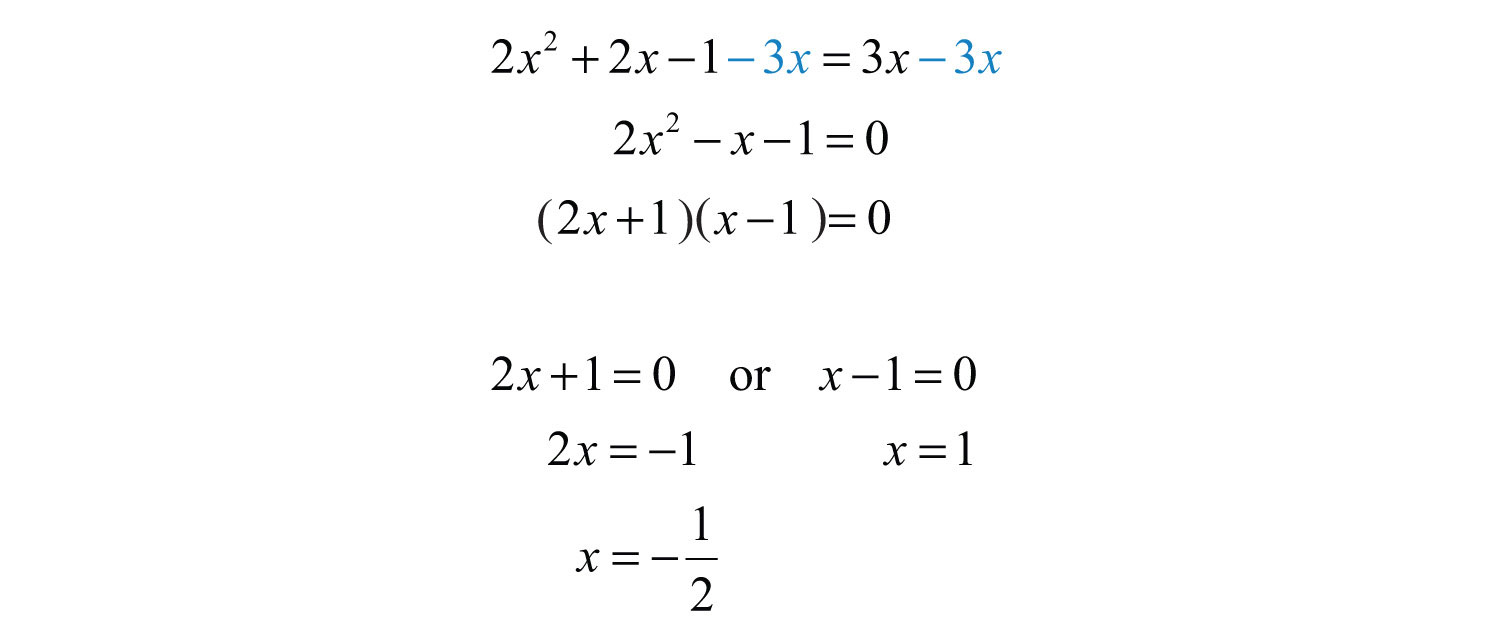 2x² + 2x − 1 − 3x = 3x − 3x
2x² − x − 1 = 0
(2x + 1)(x − 1) = 0
2x + 1 = 0 or x − 1 = 0
2x = −1 x = 1
x = −1/2